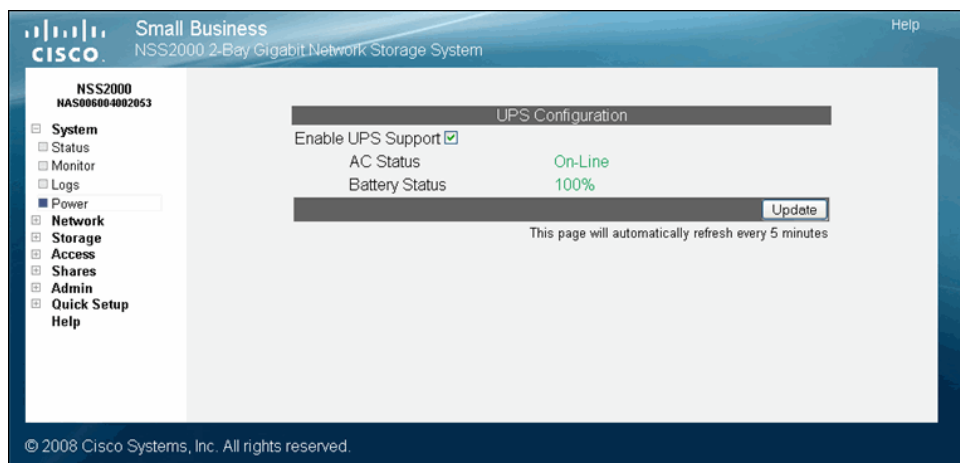 Small Business
Help
CISCO
NSS2000 2-Bay Gigabit Network Storage System
NSS2000
NAS006004002053
System
Status
Monitor
Logs
Power
Network
Storage
Access
Shares
Admin
Quick Setup
Help
UPS Configuration
Enable UPS Support
AC Status On-Line
Battery Status 100%
Update
This page will automatically refresh every 5 minutes
© 2008 Cisco Systems, Inc. All rights reserved.